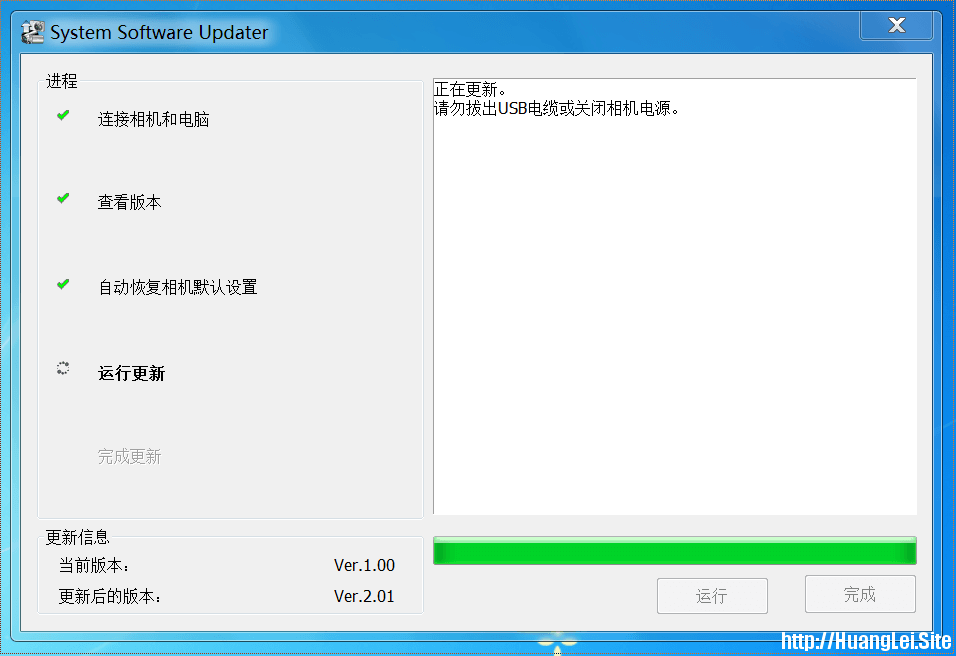 System Software Updater
进程
连接相机和电脑
查看版本
自动恢复相机默认设置
运行更新
完成更新
正在更新。
请勿拔出USB电缆或关闭相机电源。
更新信息
当前版本： Ver.1.00
更新后的版本： Ver.2.01
运行 完成
http://HuangLei.Site